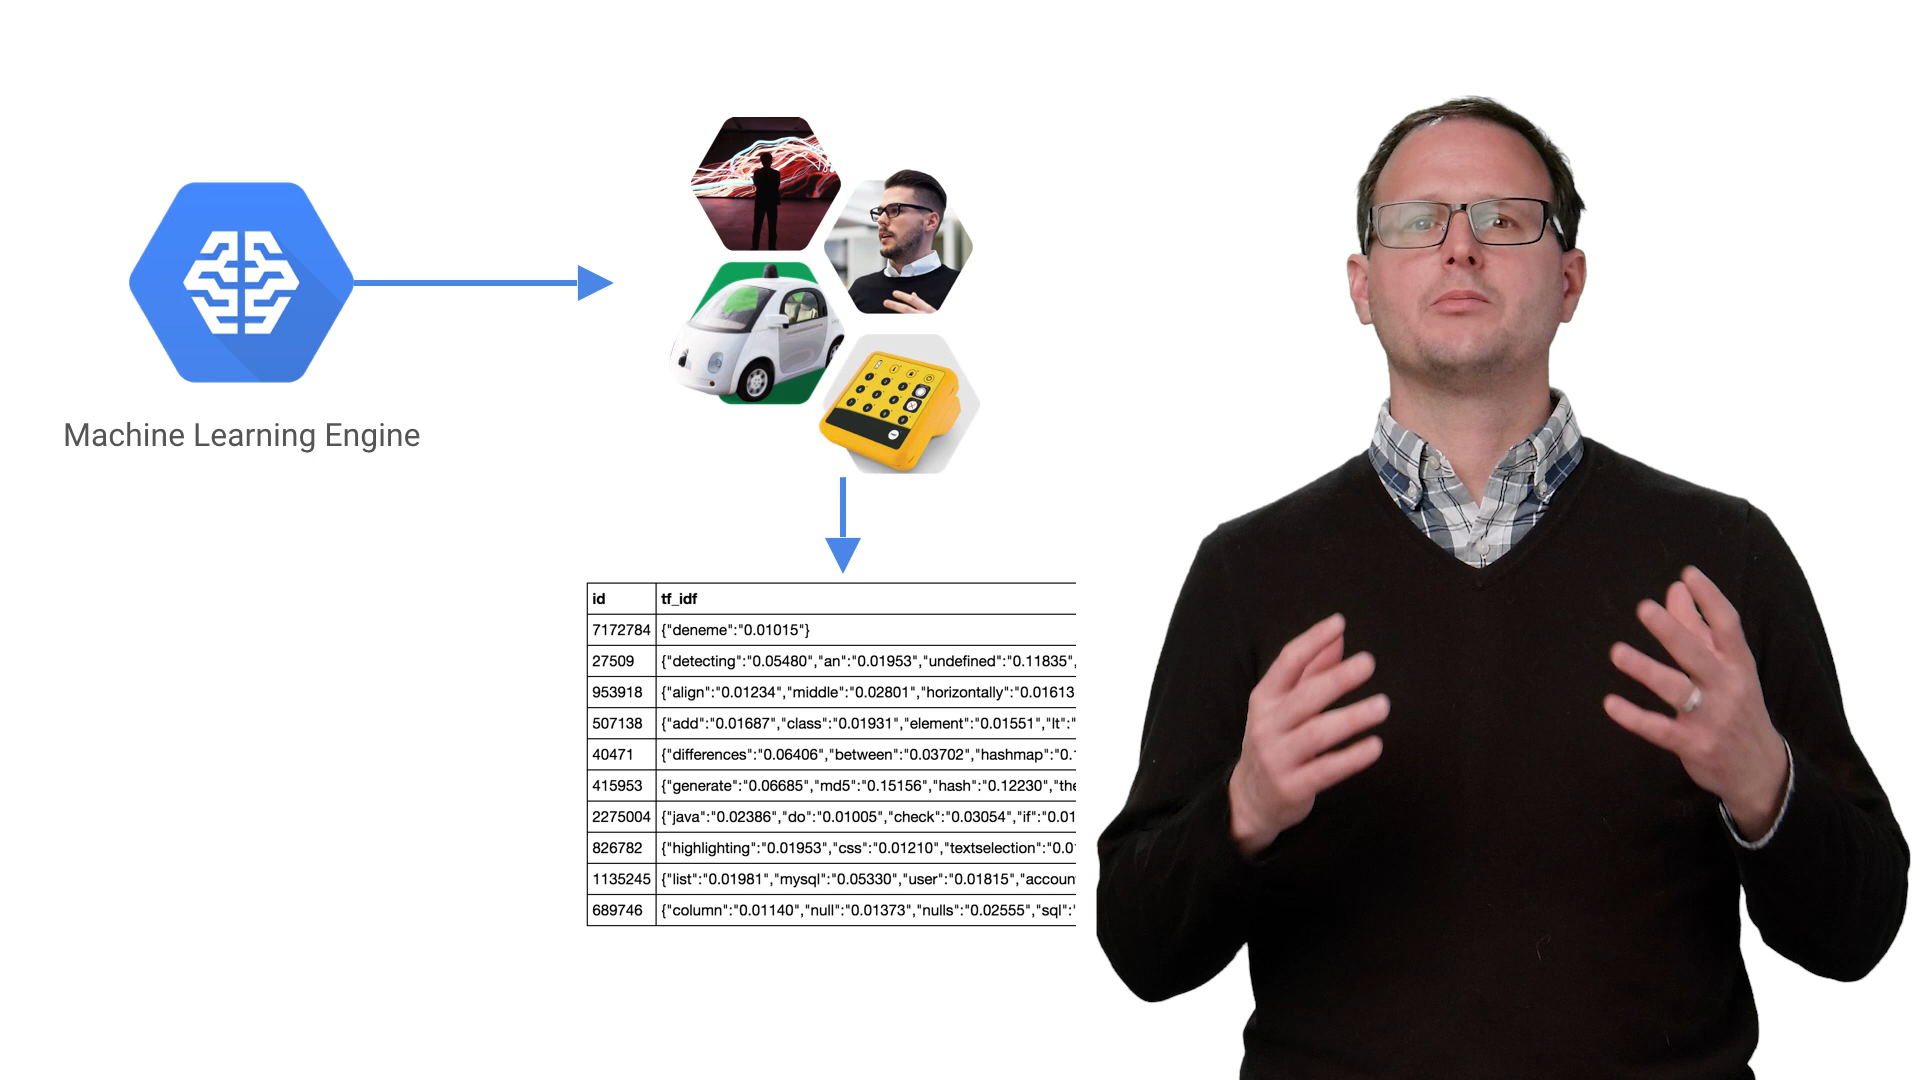 Machine Learning Engine
id tf_idf
7172784 {"deneme":"0.01015"}
27509 {"detecting":"0.05480","an":"0.01953","undefined":"0.11835",
953918 {"align":"0.01234","middle":"0.02801","horizontally":"0.01613
507138 {"add":"0.01687","class":"0.01931","element":"0.01551","lt":"
40471 {"differences":"0.06406","between":"0.03702","hashmap":"0.
415953 {"generate":"0.06685","md5":"0.15156","hash":"0.12230","the
2275004 {"java":"0.02386","do":"0.01005","check":"0.03054","if":"0.01
826782 {"highlighting":"0.01953","css":"0.01210","textselection":"0.0
1135245 {"list":"0.01981","mysql":"0.05330","user":"0.01815","accoun
689746 {"column":"0.01140","null":"0.01373","nulls":"0.02555","sql":"